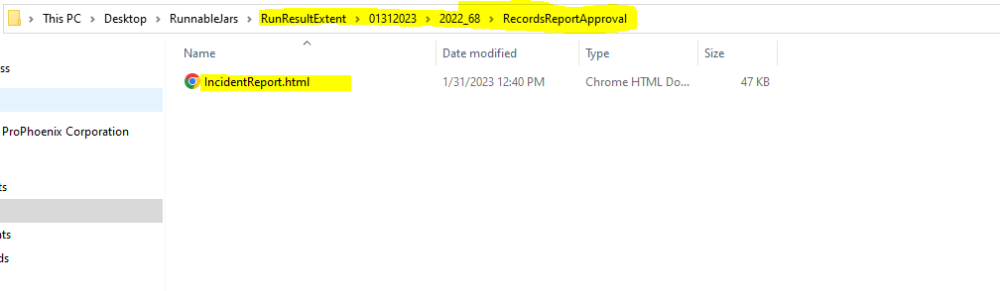 This PC > Desktop > RunnableJars > RunResultExtent > 01312023 > 2022_68 > RecordsReportApproval
Name Date modified Type Size
ss
IncidentReport.html 1/31/2023 12:40 PM Chrome HTML Do... 47 KB
ProPhoenix Corporation
ts
nts
ds